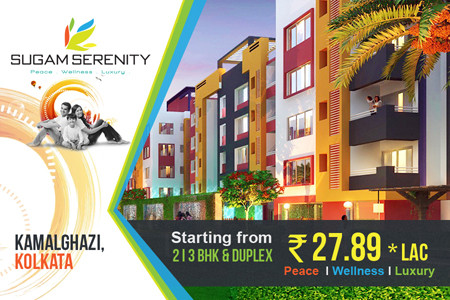 SUGAM SERENITY
Peace Wellness Luxury
KAMALGHAZI,
KOLKATA
Starting from
2 I 3 BHK & DUPLEX
₹ 27.89 * LAC
Peace I Wellness I Luxury